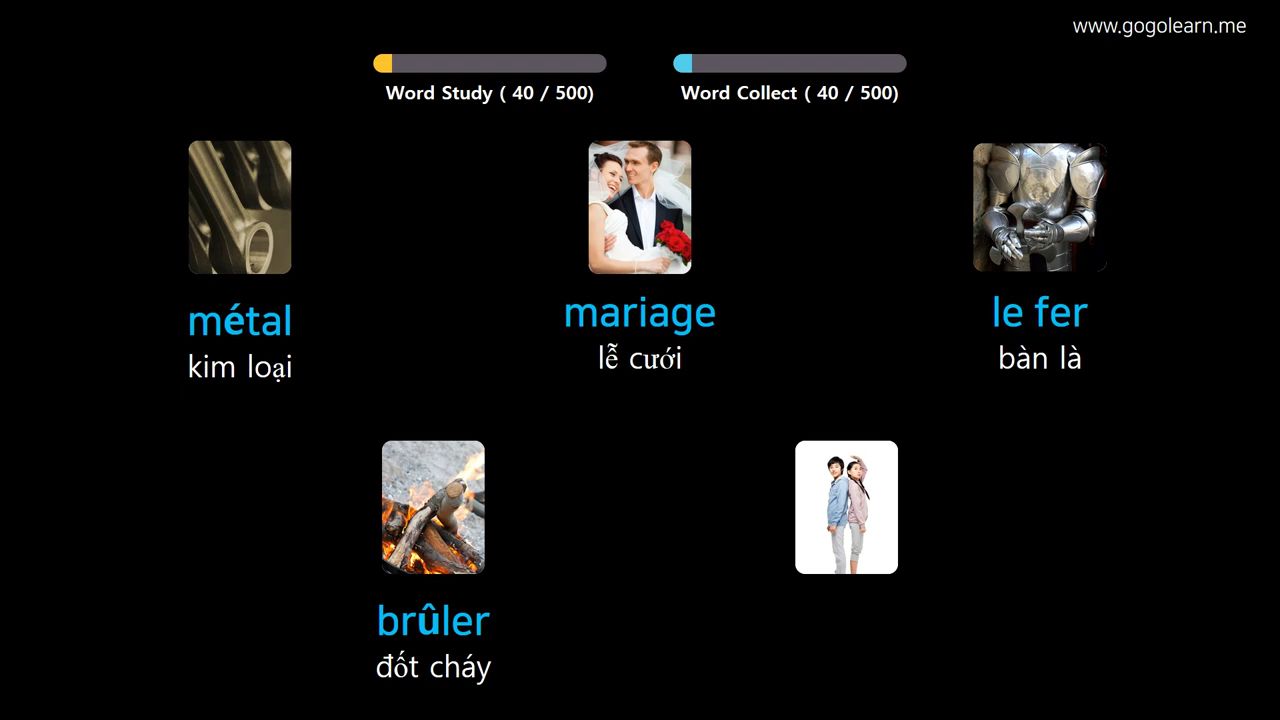 www.gogolearn.me
Word Study ( 40 / 500)
Word Collect ( 40 / 500)
métal
kim loại
mariage
lễ cưới
le fer
bàn là
brûler
đốt cháy